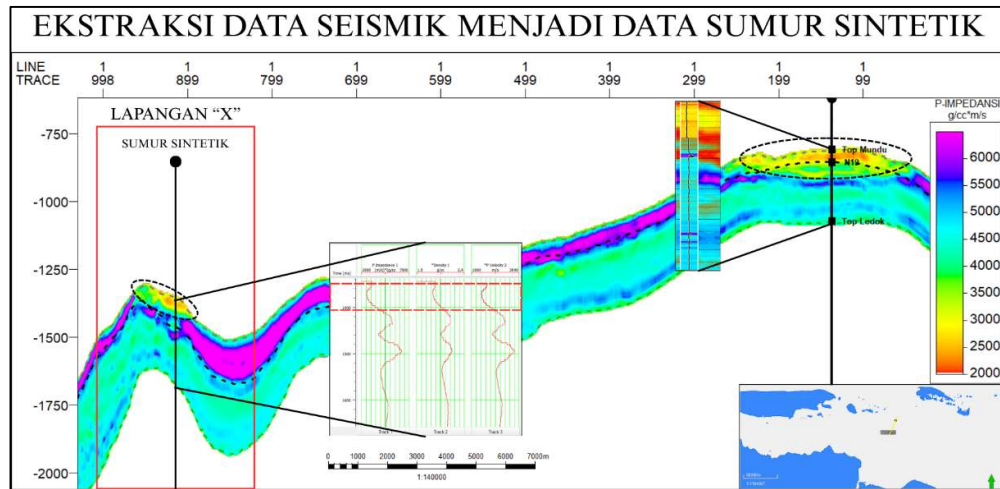 EKSTRAKSI DATA SEISMIK MENJADI DATA SUMUR SINTETIK
LINE 1 1 1 1 1 1 1 1 1 1
TRACE 998 899 799 699 599 499 399 299 199 99
LAPANGAN “X”
SUMUR SINTETIK
-750
-1000
-1250
-1500
-1750
-2000
Top Mundu
N19
Top Ledok
P-IMPEDANSI
g/cc*m/s
6000
5500
5000
4500
4000
3500
3000
2500
2000
Track 2
Track 3
0 1000 2000 3000 4000 5000 6000 7000m
1:140000